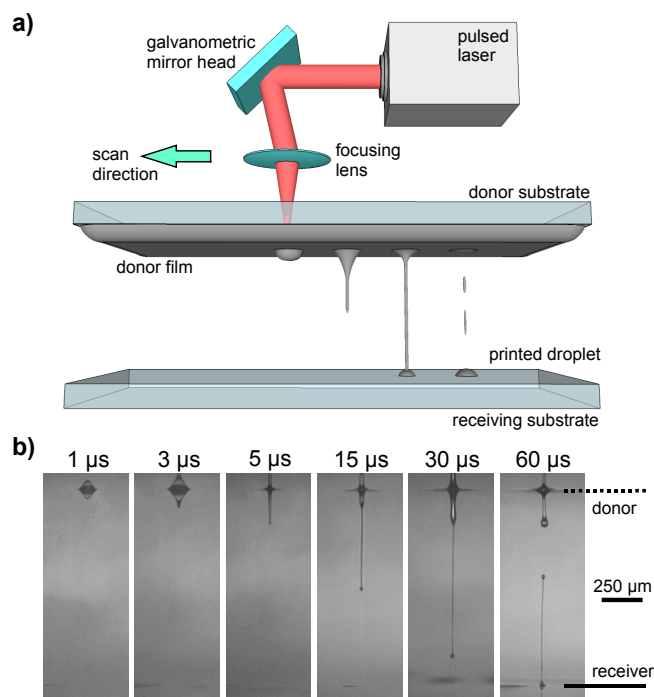 a)
galvanometric
mirror head
pulsed
laser
scan
direction
focusing
lens
donor substrate
donor film
printed droplet
receiving substrate
b)
1 µs 3 µs 5 µs 15 µs 30 µs 60 µs
donor
250 µm
receiver